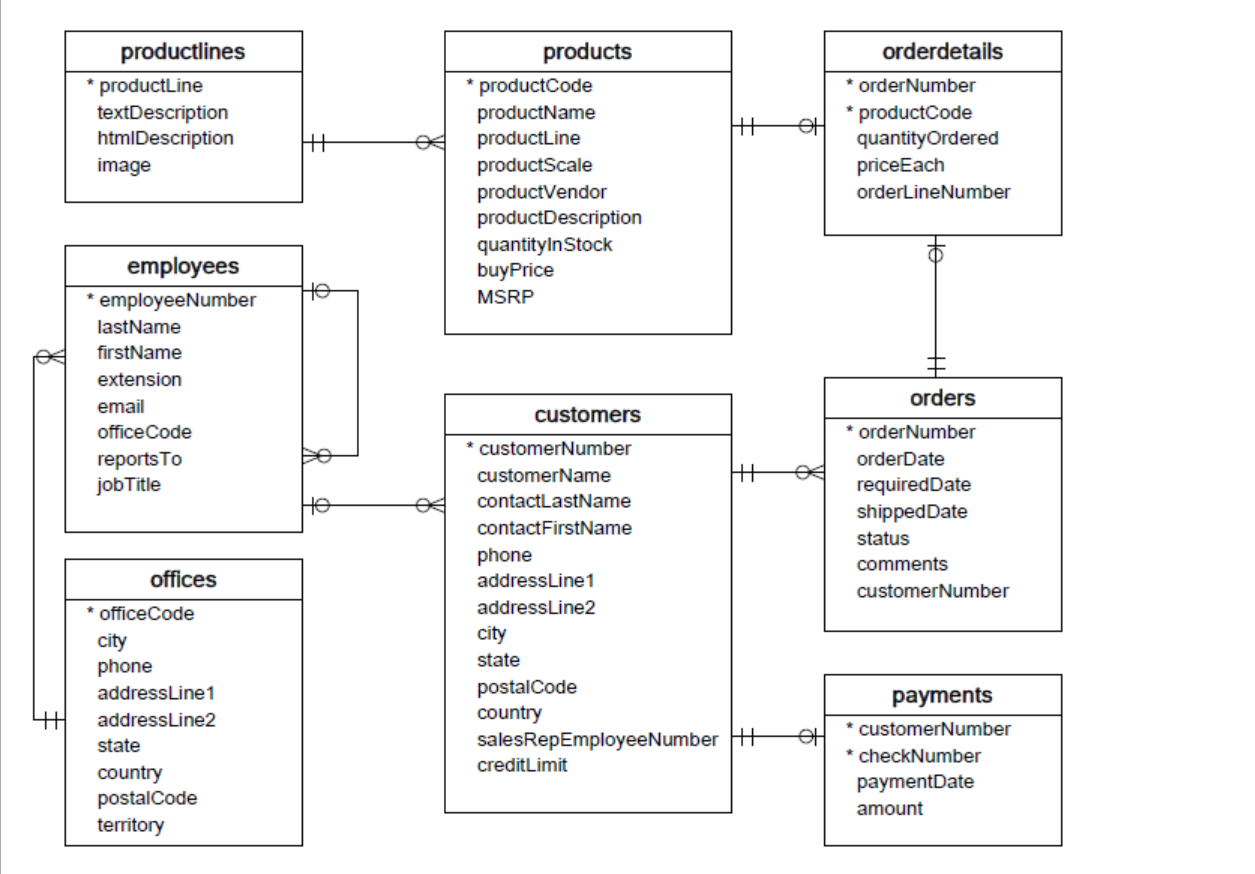 productlines
* productLine
textDescription
htmlDescription
image
products
* productCode
productName
productLine
productScale
productVendor
productDescription
quantityInStock
buyPrice
MSRP
orderdetails
* orderNumber
* productCode
quantityOrdered
priceEach
orderLineNumber
employees
* employeeNumber
lastName
firstName
extension
email
officeCode
reportsTo
jobTitle
customers
* customerNumber
customerName
contactLastName
contactFirstName
phone
addressLine1
addressLine2
city
state
postalCode
country
salesRepEmployeeNumber
creditLimit
orders
* orderNumber
orderDate
requiredDate
shippedDate
status
comments
customerNumber
offices
* officeCode
city
phone
addressLine1
addressLine2
state
country
postalCode
territory
payments
* customerNumber
* checkNumber
paymentDate
amount